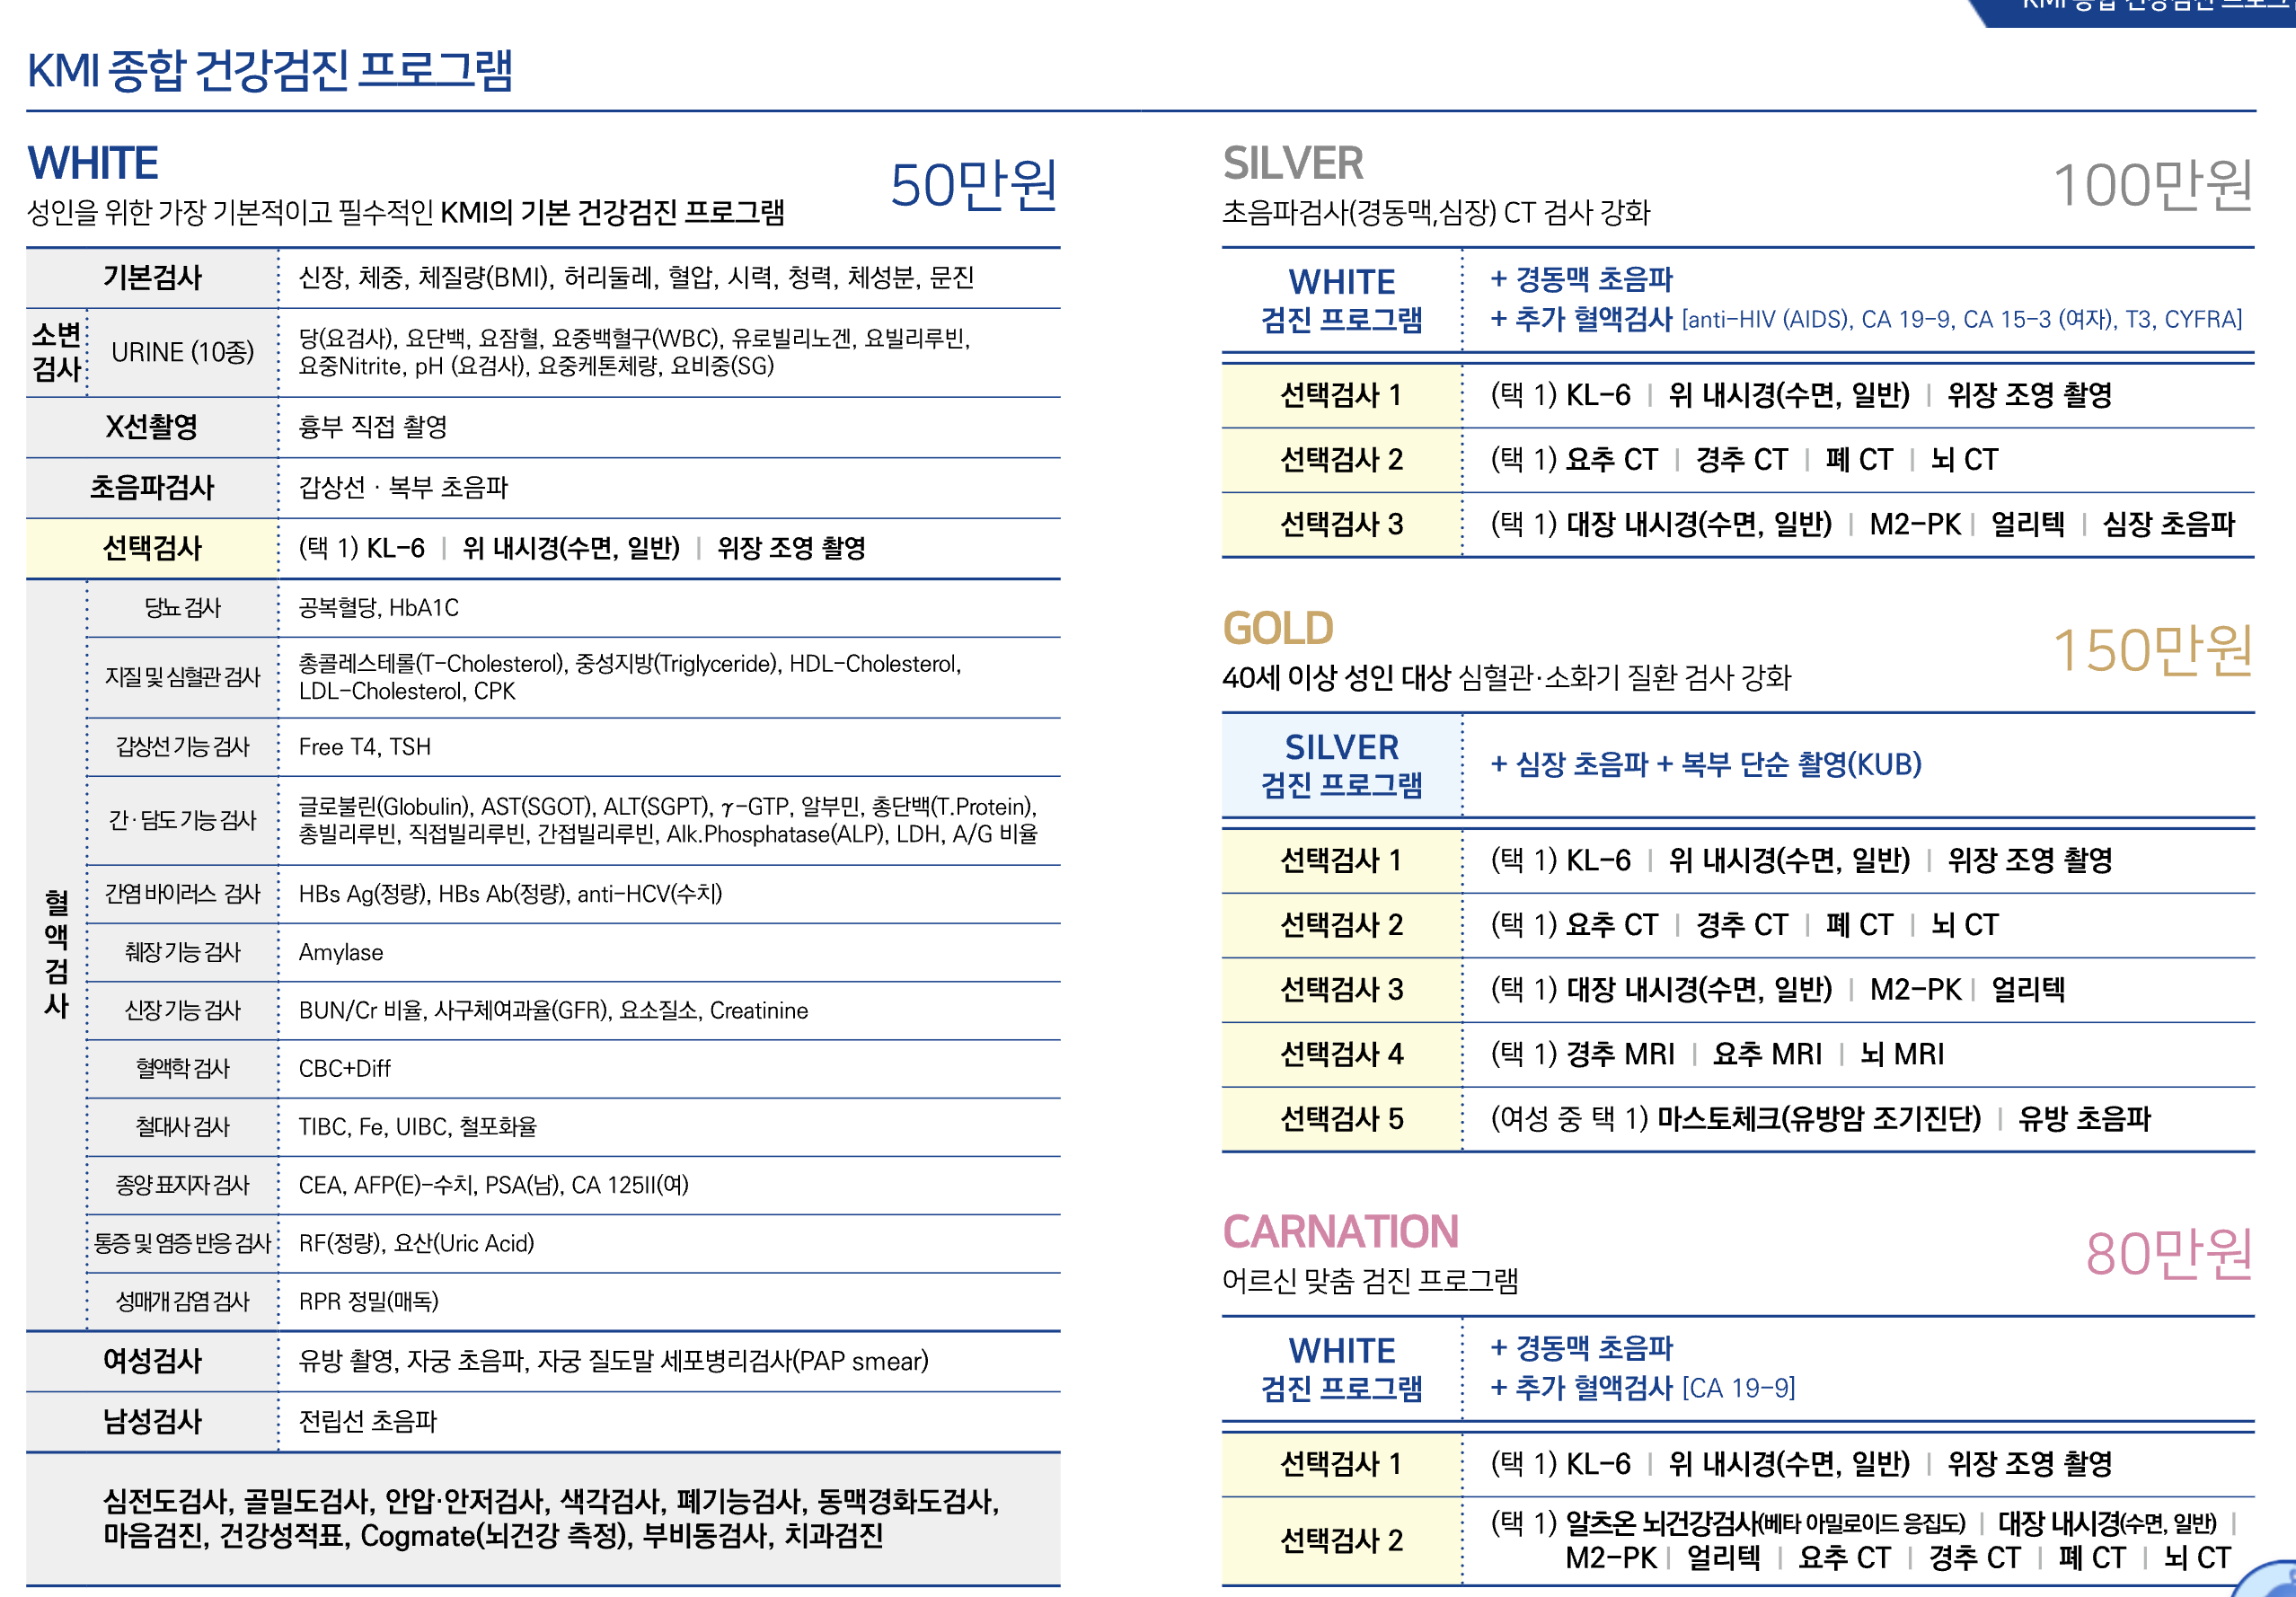 KMI 종합 건강검진 프로그램
KMI 종합 건강검진 프로그램
WHITE
50만원
성인을 위한 가장 기본적이고 필수적인 KMI의 기본 건강검진 프로그램
기본검사 신장, 체중, 체질량(BMI), 허리둘레, 혈압, 시력, 청력, 체성분, 문진
소변검사 URINE (10종) 당(요검사), 요단백, 요잠혈, 요중백혈구(WBC), 유로빌리노겐, 요빌리루빈,
요중Nitrite, pH (요검사), 요중케톤체량, 요비중(SG)
X선촬영 흉부 직접 촬영
초음파검사 갑상선 · 복부 초음파
선택검사 (택 1) KL-6 | 위 내시경(수면, 일반) | 위장 조영 촬영
혈액검사
당뇨 검사 공복혈당, HbA1C
지질 및 심혈관 검사 총콜레스테롤(T-Cholesterol), 중성지방(Triglyceride), HDL-Cholesterol,
LDL-Cholesterol, CPK
갑상선 기능 검사 Free T4, TSH
간 · 담도 기능 검사 글로불린(Globulin), AST(SGOT), ALT(SGPT), γ-GTP, 알부민, 총단백(T.Protein),
총빌리루빈, 직접빌리루빈, 간접빌리루빈, Alk.Phosphatase(ALP), LDH, A/G 비율
간염 바이러스 검사 HBs Ag(정량), HBs Ab(정량), anti-HCV(수치)
췌장 기능 검사 Amylase
신장 기능 검사 BUN/Cr 비율, 사구체여과율(GFR), 요소질소, Creatinine
혈액학 검사 CBC+Diff
철대사 검사 TIBC, Fe, UIBC, 철포화율
종양 표지자 검사 CEA, AFP(E)-수치, PSA(남), CA 125II(여)
통증 및 염증 반응 검사 RF(정량), 요산(Uric Acid)
성매개 감염 검사 RPR 정밀(매독)
여성검사 유방 촬영, 자궁 초음파, 자궁 질도말 세포병리검사(PAP smear)
남성검사 전립선 초음파
심전도검사, 골밀도검사, 안압·안저검사, 색각검사, 폐기능검사, 동맥경화도검사,
마음검진, 건강성적표, Cogmate(뇌건강 측정), 부비동검사, 치과검진
SILVER
100만원
초음파검사(경동맥,심장) CT 검사 강화
WHITE
검진 프로그램
+ 경동맥 초음파
+ 추가 혈액검사 [anti-HIV (AIDS), CA 19-9, CA 15-3 (여자), T3, CYFRA]
선택검사 1 (택 1) KL-6 | 위 내시경(수면, 일반) | 위장 조영 촬영
선택검사 2 (택 1) 요추 CT | 경추 CT | 폐 CT | 뇌 CT
선택검사 3 (택 1) 대장 내시경(수면, 일반) | M2-PK | 얼리텍 | 심장 초음파
GOLD
150만원
40세 이상 성인 대상 심혈관·소화기 질환 검사 강화
SILVER
검진 프로그램
+ 심장 초음파 + 복부 단순 촬영(KUB)
선택검사 1 (택 1) KL-6 | 위 내시경(수면, 일반) | 위장 조영 촬영
선택검사 2 (택 1) 요추 CT | 경추 CT | 폐 CT | 뇌 CT
선택검사 3 (택 1) 대장 내시경(수면, 일반) | M2-PK | 얼리텍
선택검사 4 (택 1) 경추 MRI | 요추 MRI | 뇌 MRI
선택검사 5 (여성 중 택 1) 마스토체크(유방암 조기진단) | 유방 초음파
CARNATION
80만원
어르신 맞춤 검진 프로그램
WHITE
검진 프로그램
+ 경동맥 초음파
+ 추가 혈액검사 [CA 19-9]
선택검사 1 (택 1) KL-6 | 위 내시경(수면, 일반) | 위장 조영 촬영
선택검사 2 (택 1) 알츠온 뇌건강검사(베타 아밀로이드 응집도) | 대장 내시경(수면, 일반) |
M2-PK | 얼리텍 | 요추 CT | 경추 CT | 폐 CT | 뇌 CT